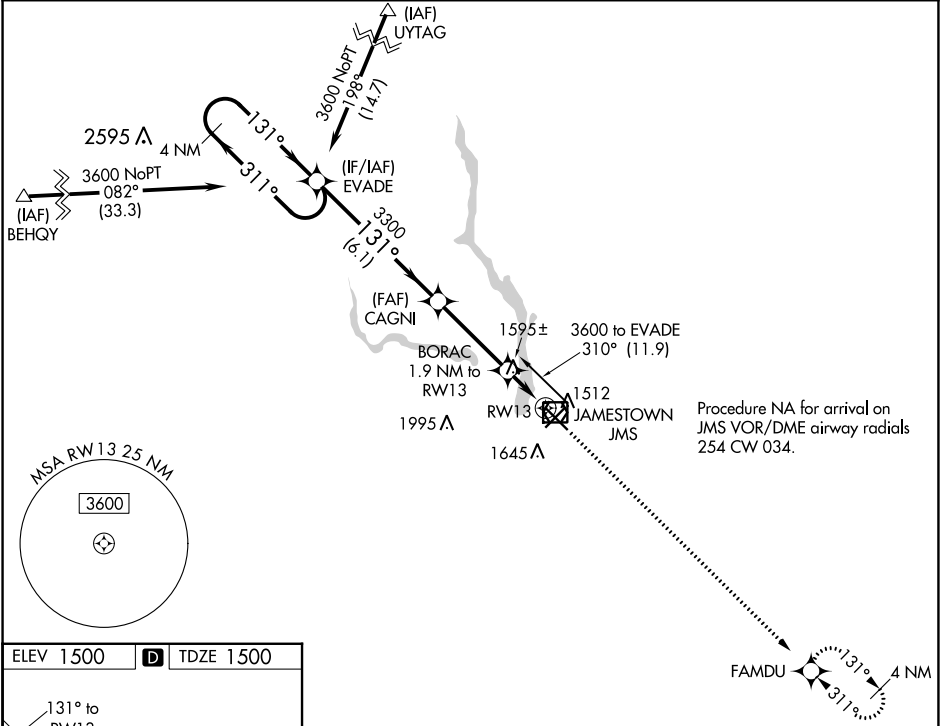 (IAF)
UYTAG
3600 NoPT
198°
(14.7)
2595
4 NM
131°
311°
3600 NoPT
082°
(33.3)
(IAF)
BEHQY
(IF/IAF)
EVADE
3300
131°
(6.1)
(FAF)
CAGNI
1595±
3600 to EVADE
310° (11.9)
BORAC
1.9 NM to
RW13
1512
RW13
JAMESTOWN
JMS
1995
1645
Procedure NA for arrival on
JMS VOR/DME airway radials
254 CW 034.
MSA RW13 25 NM
3600
FAMDU
131°
311°
4 NM
ELEV 1500 D TDZE 1500
131° to
RW13